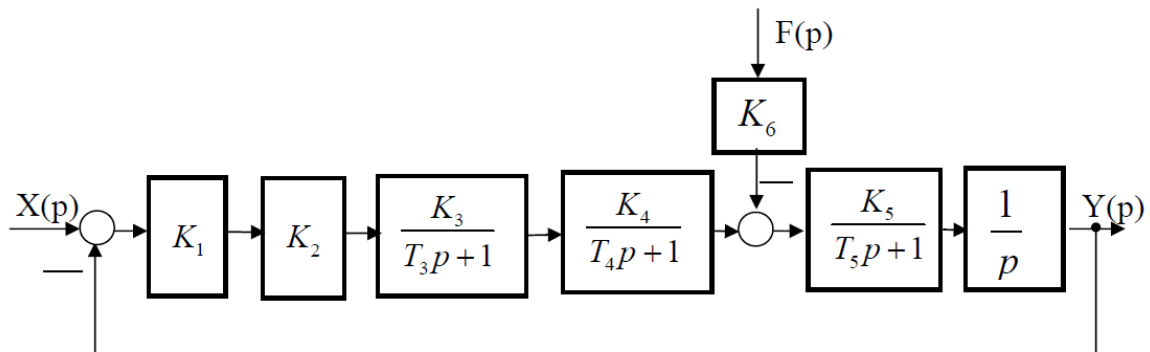 F(p)
K₆
X(p)
K₁
K₂
K₃
T₃p+1
K₄
T₄p+1
K₅
T₅p+1
1
p
Y(p)